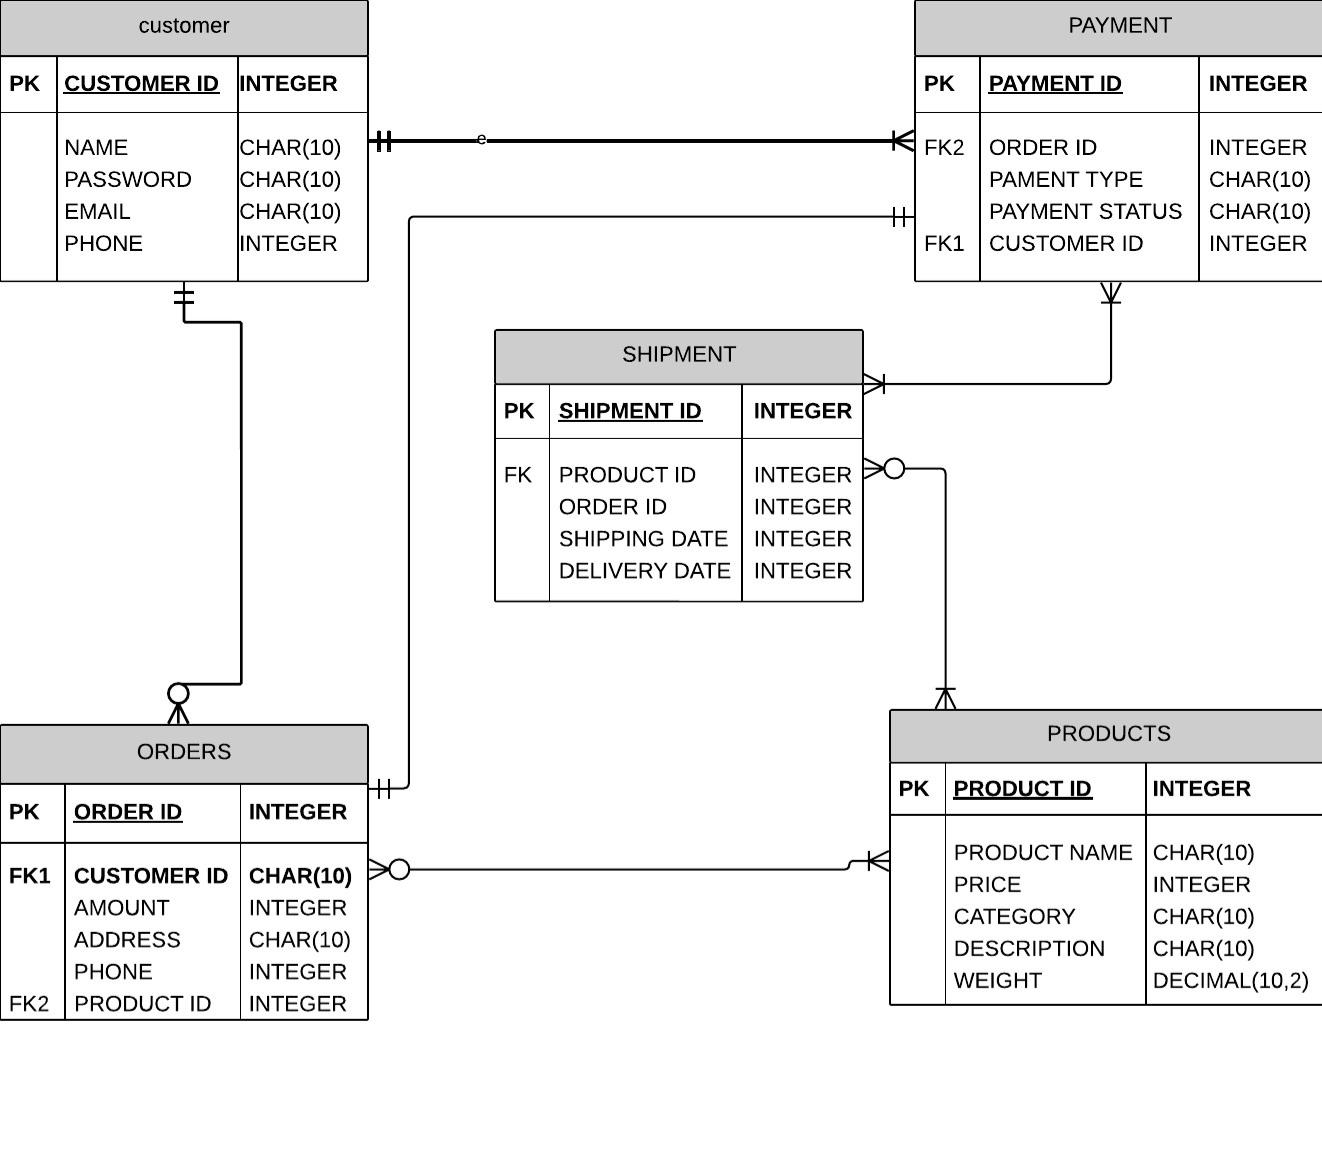 customer
PK CUSTOMER ID INTEGER
NAME CHAR(10)
PASSWORD CHAR(10)
EMAIL CHAR(10)
PHONE INTEGER
e
PAYMENT
PK PAYMENT ID INTEGER
FK2 ORDER ID INTEGER
PAMENT TYPE CHAR(10)
PAYMENT STATUS CHAR(10)
FK1 CUSTOMER ID INTEGER
SHIPMENT
PK SHIPMENT ID INTEGER
FK PRODUCT ID INTEGER
ORDER ID INTEGER
SHIPPING DATE INTEGER
DELIVERY DATE INTEGER
ORDERS
PK ORDER ID INTEGER
FK1 CUSTOMER ID CHAR(10)
AMOUNT INTEGER
ADDRESS CHAR(10)
PHONE INTEGER
FK2 PRODUCT ID INTEGER
PRODUCTS
PK PRODUCT ID INTEGER
PRODUCT NAME CHAR(10)
PRICE INTEGER
CATEGORY CHAR(10)
DESCRIPTION CHAR(10)
WEIGHT DECIMAL(10,2)